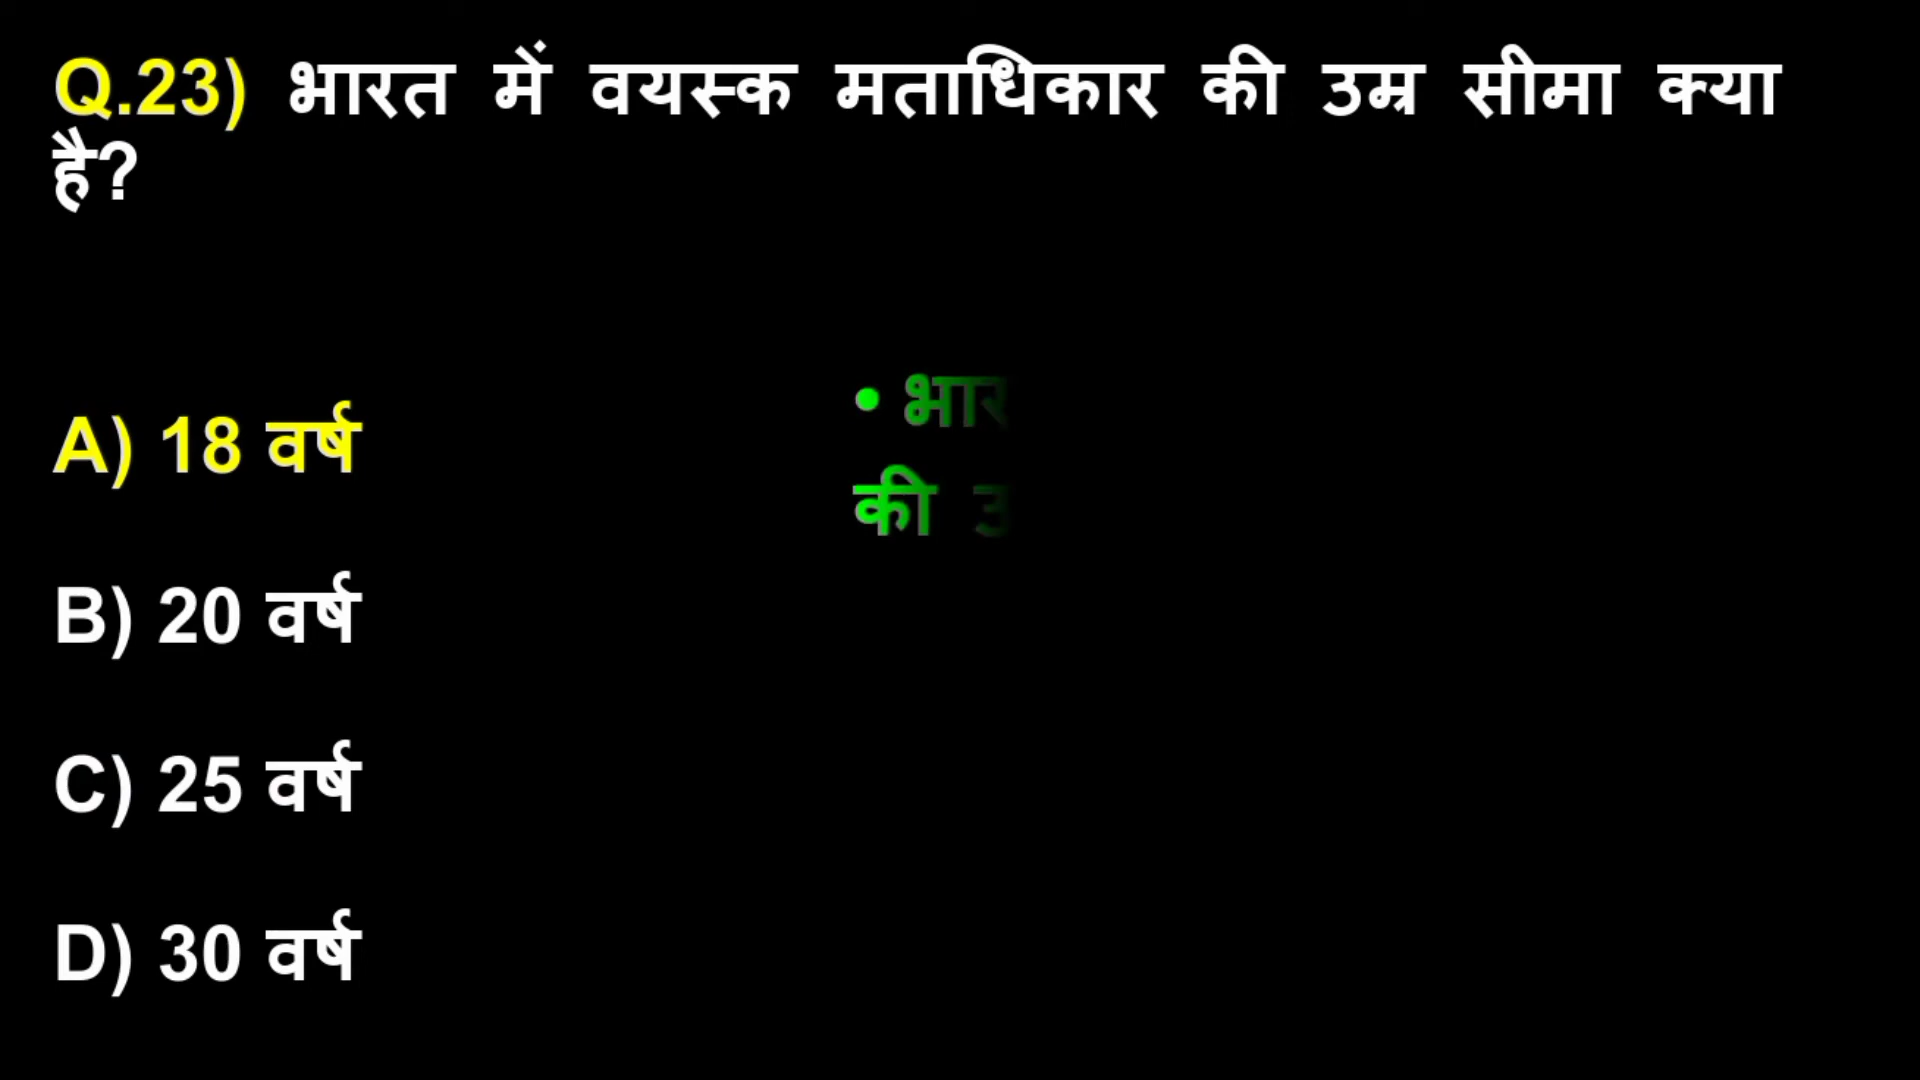 Q.23) भारत में वयस्क मताधिकार की उम्र सीमा क्या
है?
A) 18 वर्ष
B) 20 वर्ष
C) 25 वर्ष
D) 30 वर्ष
•
की